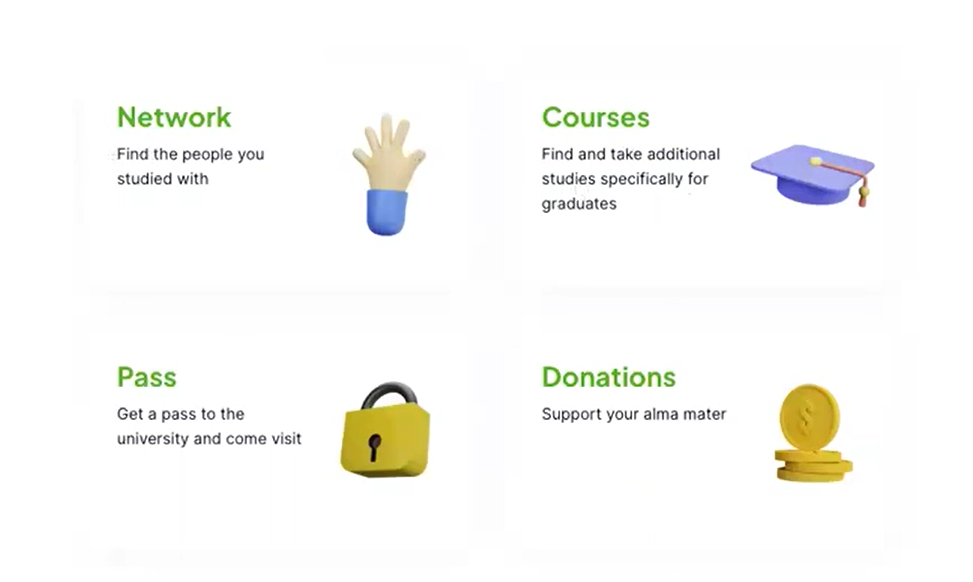 Network
Find the people you
studied with
Courses
Find and take additional
studies specifically for
graduates
Pass
Get a pass to the
university and come visit
Donations
Support your alma mater